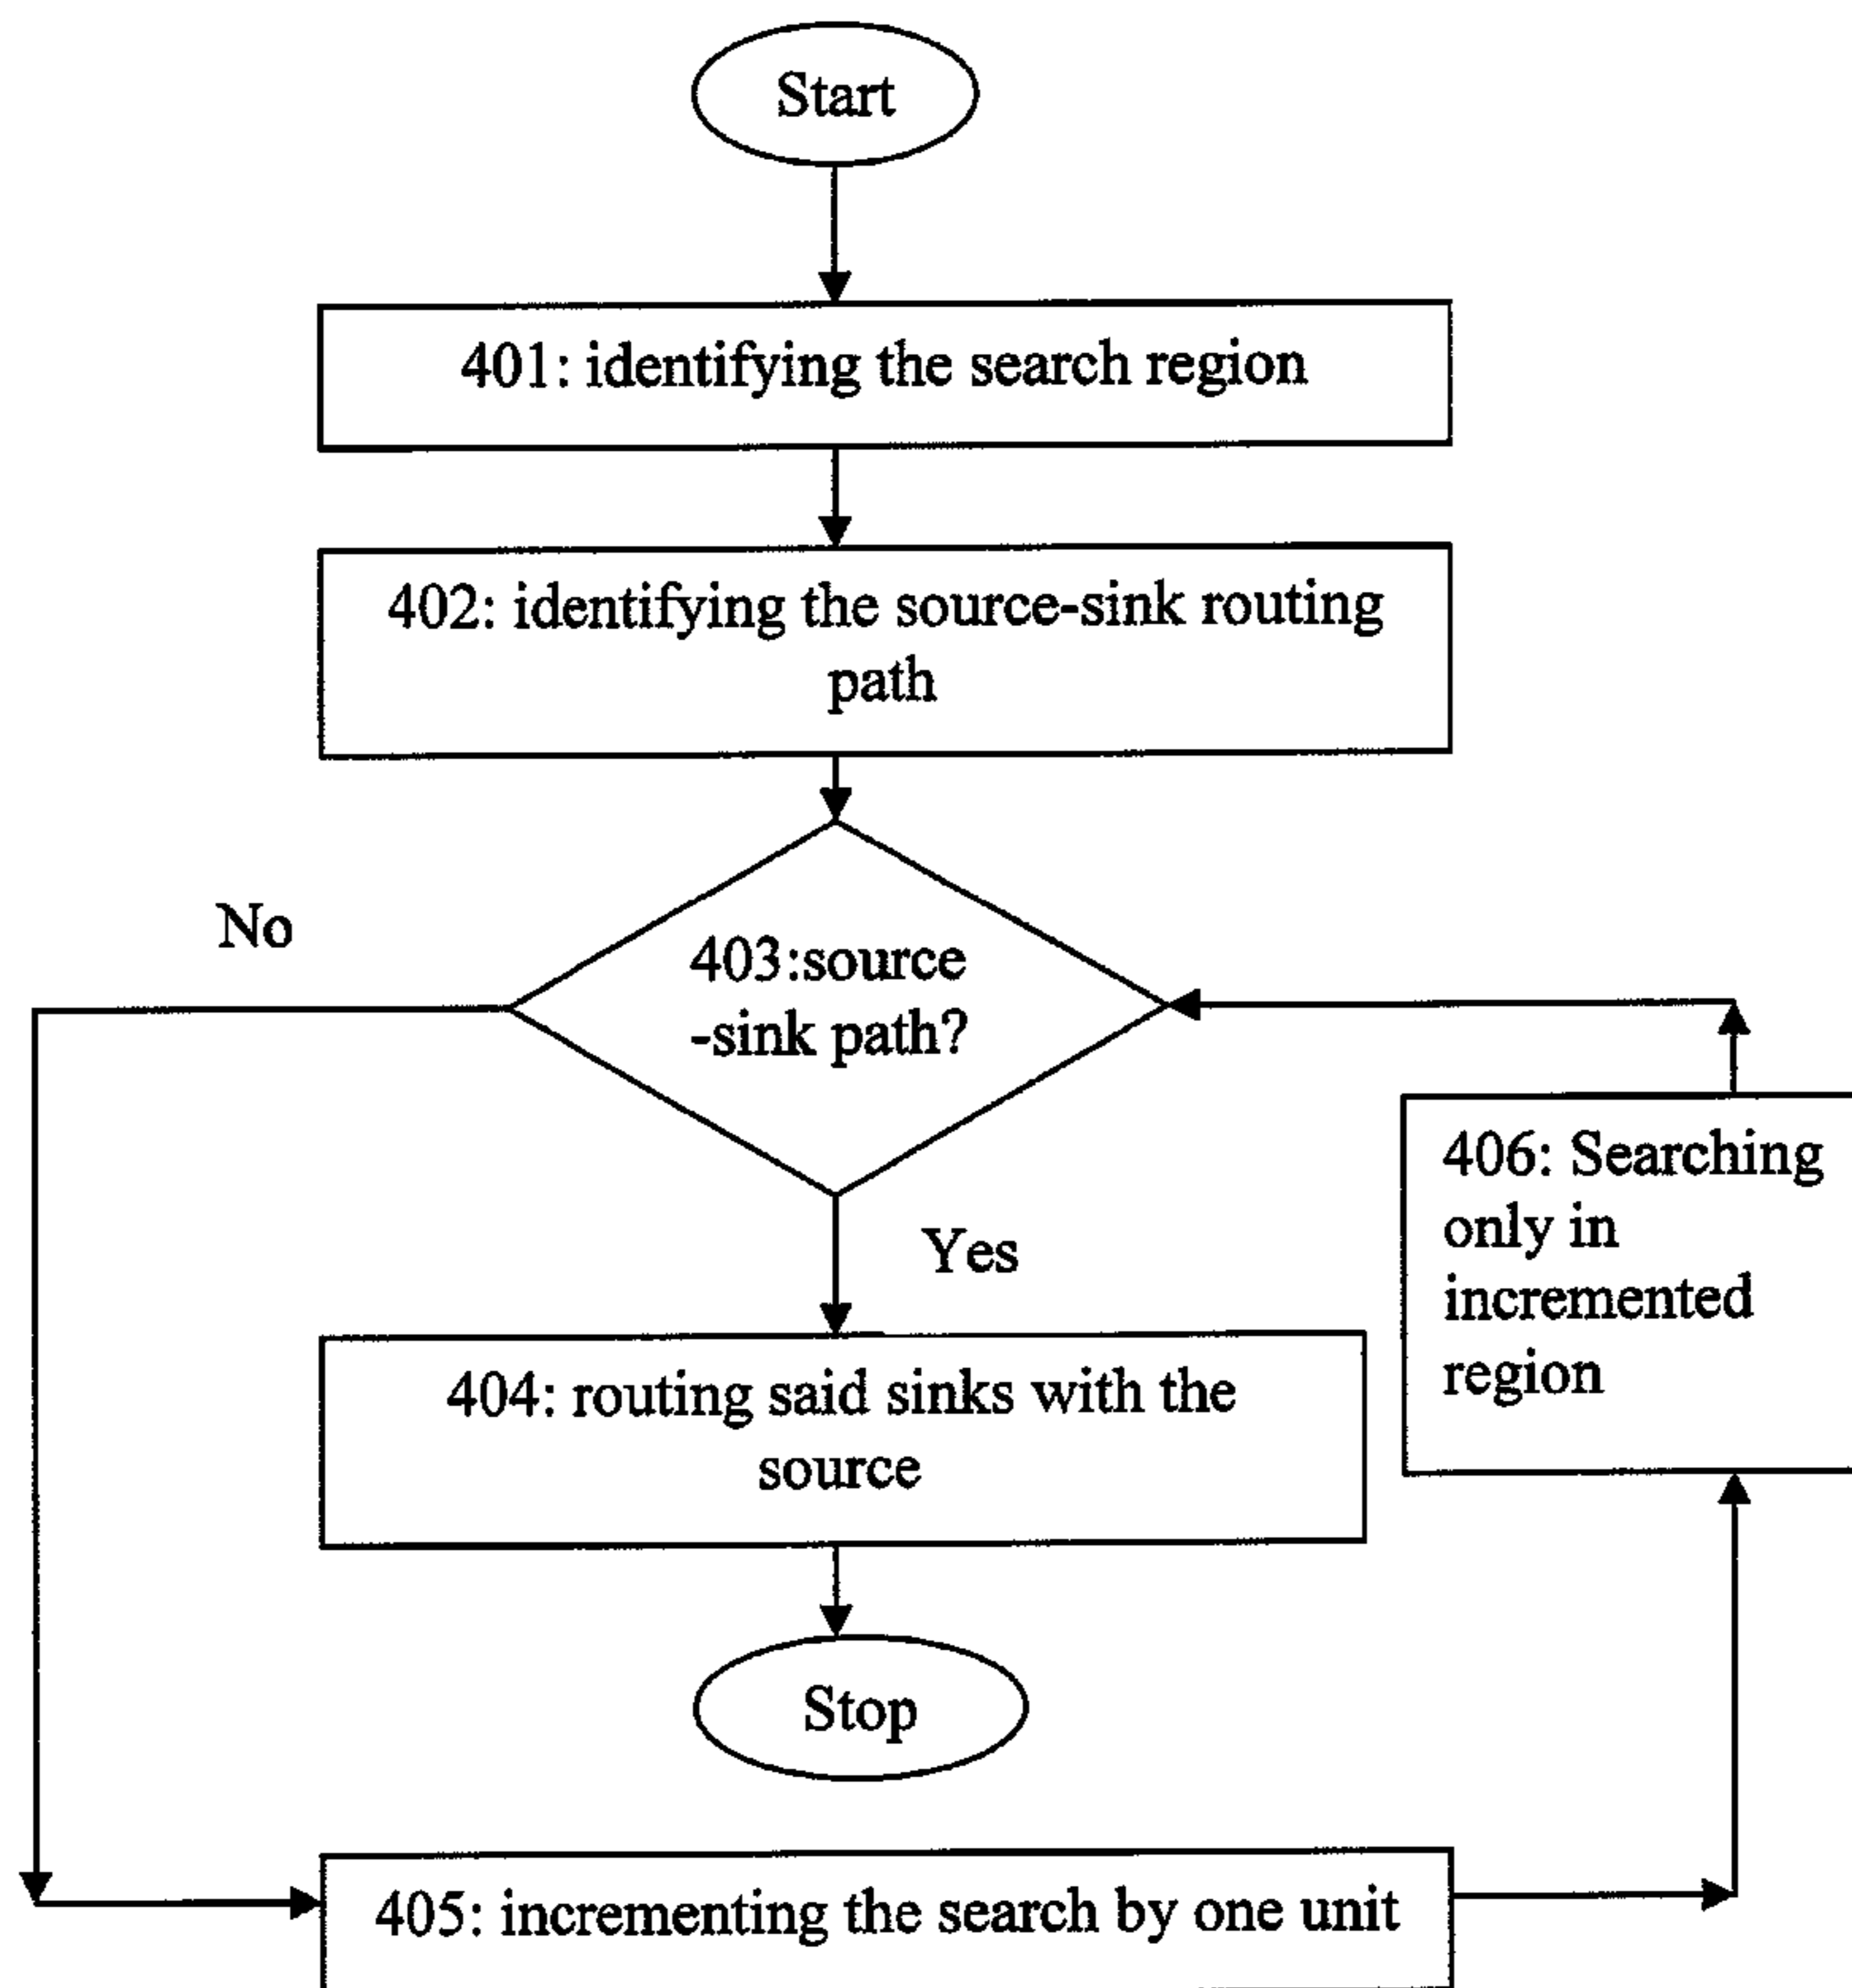 Start
401: identifying the search region
402: identifying the source-sink routing
path
No
403:source
-sink path?
Yes
406: Searching
only in
incremented
region
404: routing said sinks with the
source
Stop
405: incrementing the search by one unit